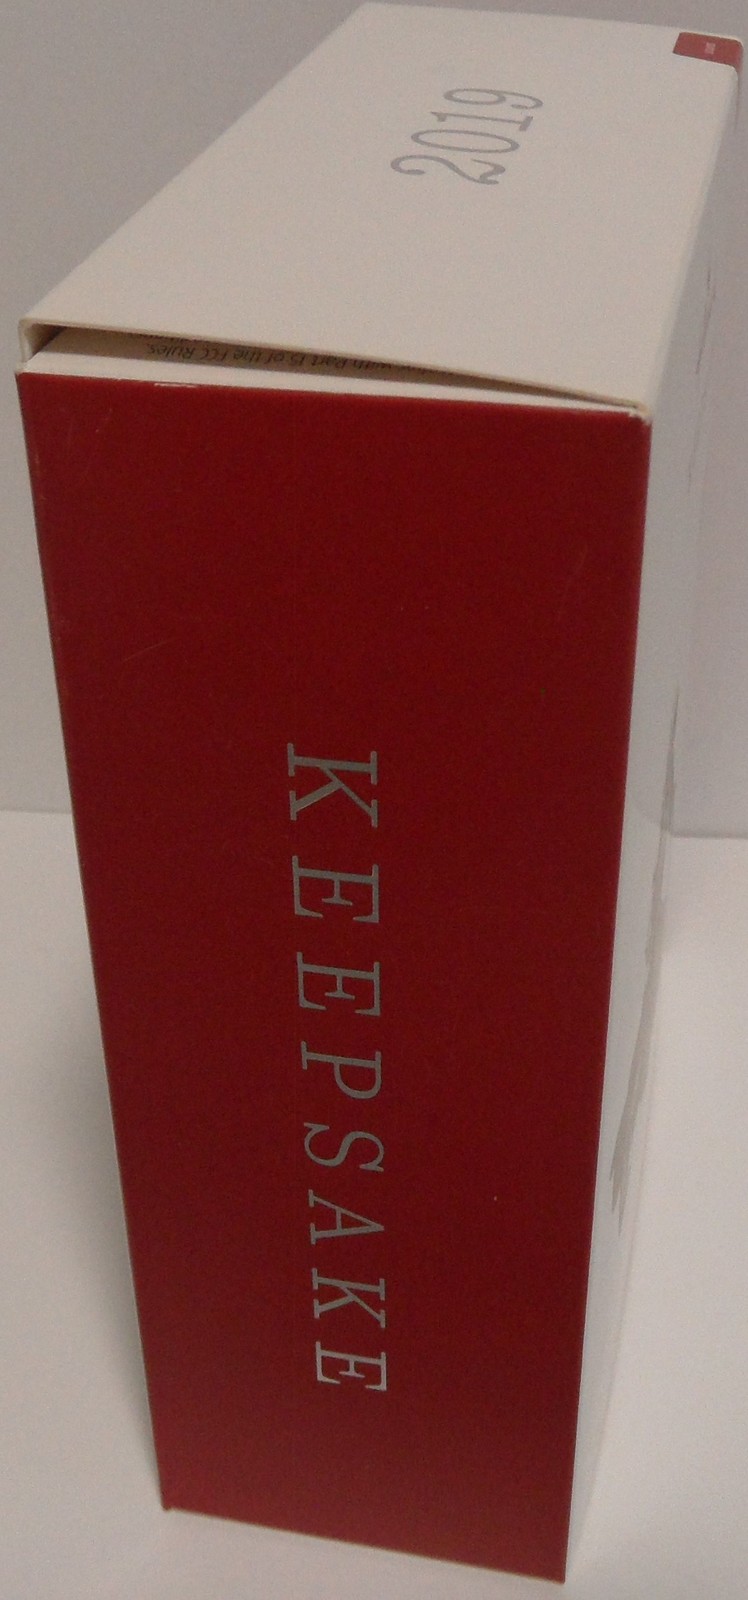 2019
with Part 15 of the FCC Rules.
KEEPSAKE